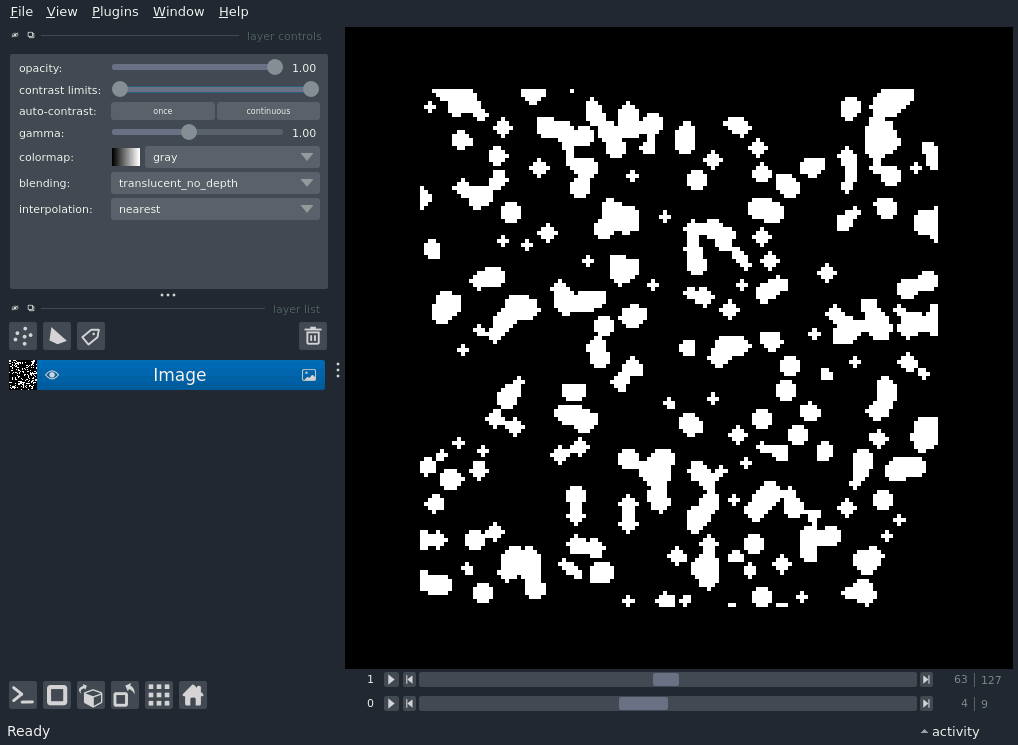 File View Plugins Window Help
layer controls
opacity: 1.00
contrast limits:
auto-contrast: once continuous
gamma: 1.00
colormap: gray
blending: translucent_no_depth
interpolation: nearest
layer list
Image
1 63 127
0 4 9
Ready activity